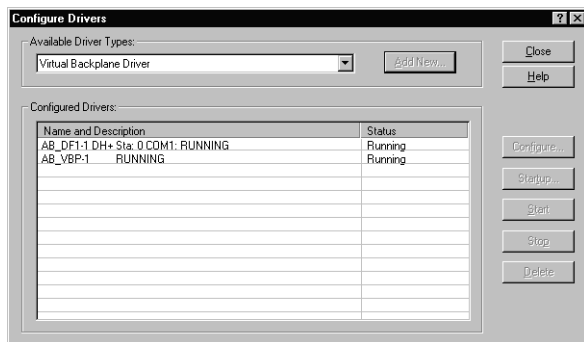 Configure Drivers
Available Driver Types:
Virtual Backplane Driver
Add New...
Close
Help
Configured Drivers:
Name and Description Status
AB_DF1-1 DH+ Sta: 0 COM1: RUNNING Running
AB_VBP-1 RUNNING Running
Configure...
Startup...
Start
Stop
Delete